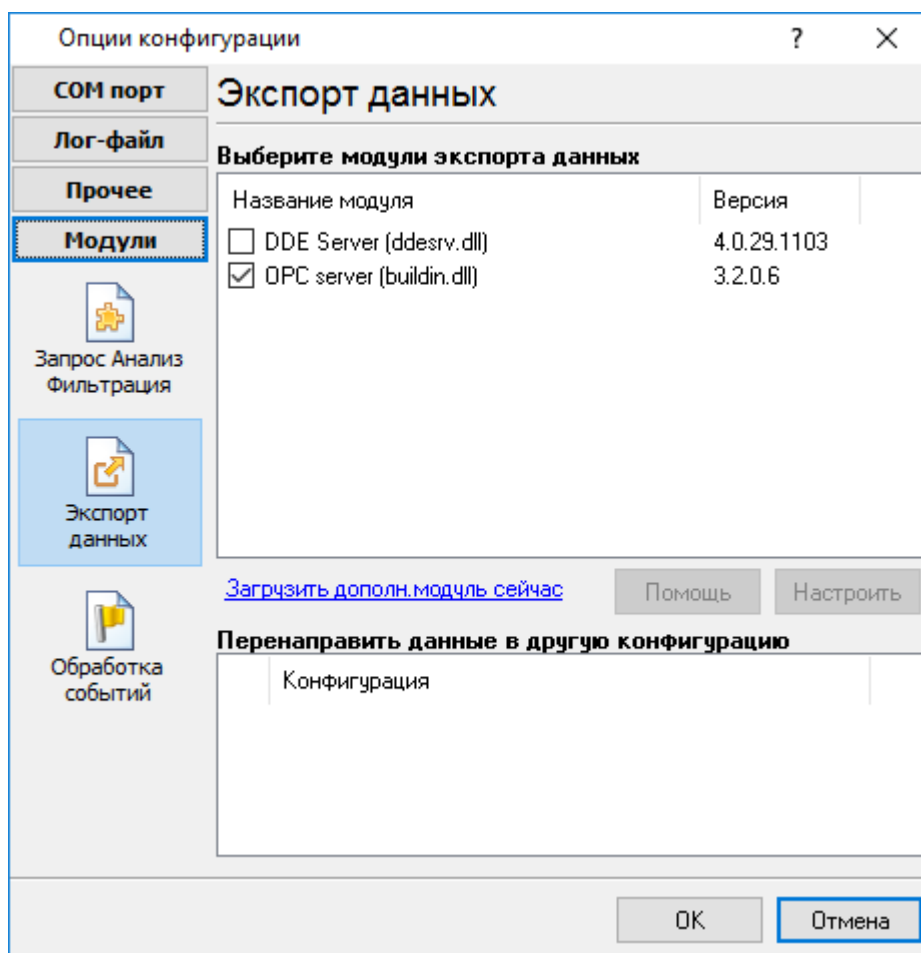 Опции конфигурации
?
COM порт
Лог-файл
Прочее
Модули
Запрос Анализ
Фильтрация
Экспорт
данных
Обработка
событий
Экспорт данных
Выберите модули экспорта данных
Название модуля Версия
DDE Server (ddesrv.dll) 4.0.29.1103
OPC server (buildin.dll) 3.2.0.6
Загрузить дополн.модуль сейчас Помощь Настроить
Перенаправить данные в другую конфигурацию
Конфигурация
OK Отмена